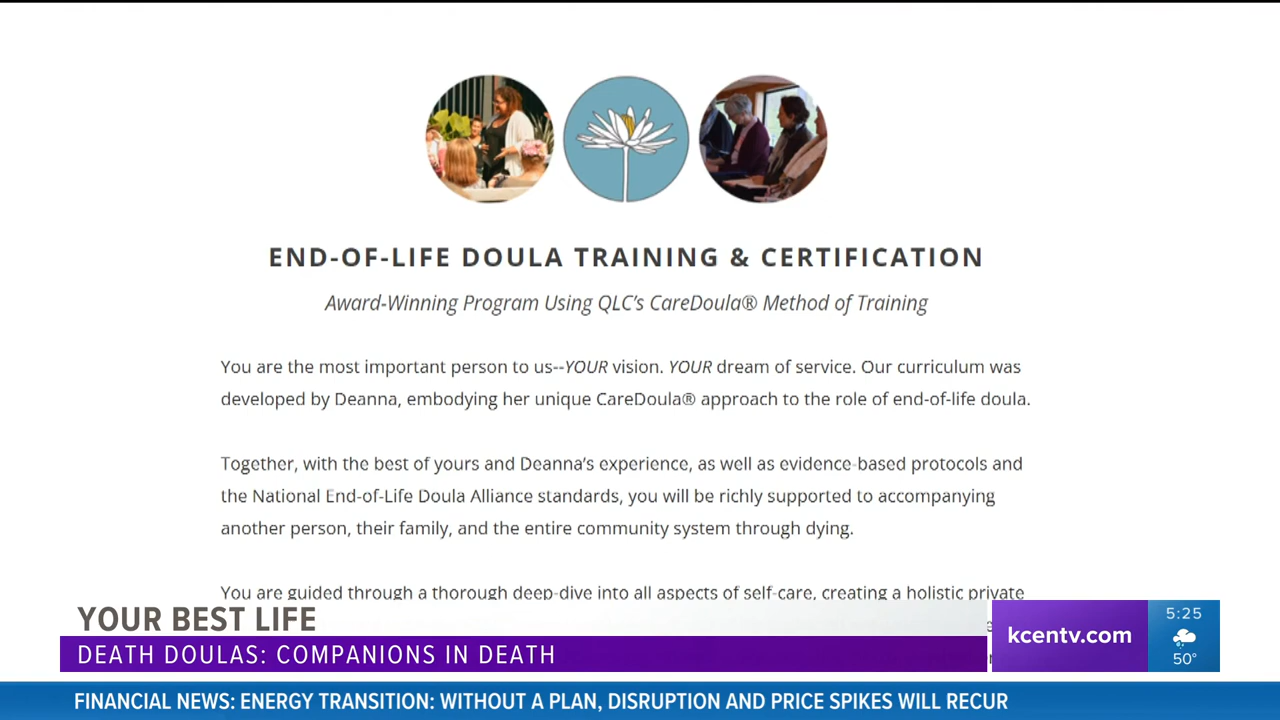 END-OF-LIFE DOULA TRAINING & CERTIFICATION
Award-Winning Program Using QLC's CareDoula® Method of Training
You are the most important person to us--YOUR vision. YOUR dream of service. Our curriculum was
developed by Deanna, embodying her unique CareDoula® approach to the role of end-of-life doula.
Together, with the best of yours and Deanna's experience, as well as evidence-based protocols and
the National End-of-Life Doula Alliance standards, you will be richly supported to accompanying
another person, their family, and the entire community system through dying.
You are guided through a thorough deep-dive into all aspects of self-care, creating a holistic private
YOUR BEST LIFE
DEATH DOULAS: COMPANIONS IN DEATH
kcentv.com
5:25
50°
FINANCIAL NEWS: ENERGY TRANSITION: WITHOUT A PLAN, DISRUPTION AND PRICE SPIKES WILL RECUR